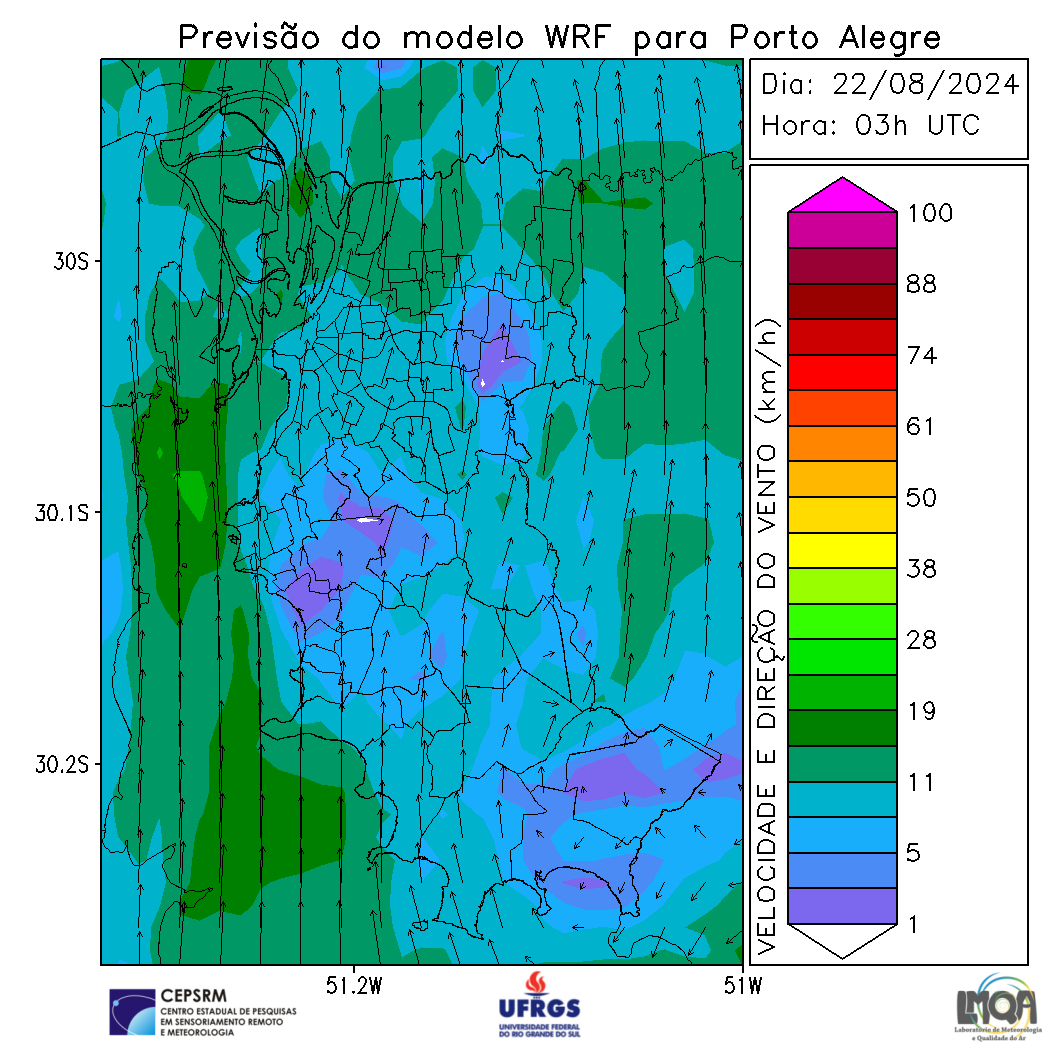 Previsão do modelo WRF para Porto Alegre
Dia: 22/08/2024
Hora: 03h UTC
30S
30.1S
30.2S
51.2W
51W
VELOCIDADE E DIREÇÃO DO VENTO (km/h)
100
88
74
61
50
38
28
19
11
5
1
CEPSRM
CENTRO ESTADUAL DE PESQUISAS
EM SENSORIAMENTO REMOTO
E METEOROLOGIA
UFRGS
UNIVERSIDADE FEDERAL
DO RIO GRANDE DO SUL
LMQA
Laboratório de Meteorologia
e Qualidade do Ar